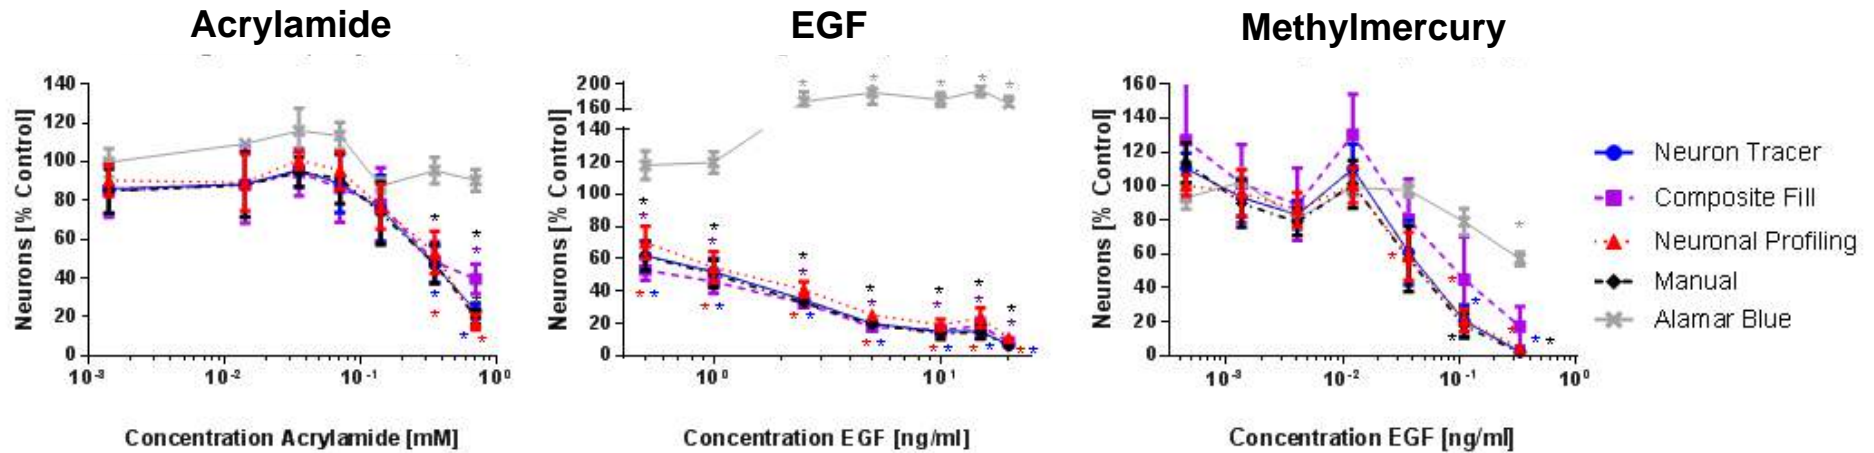 Acrylamide
EGF
Methylmercury
Neurons [% Control]
140
120
100
80
60
40
20
0
10⁻³
10⁻²
10⁻¹
10⁰
Concentration Acrylamide [mM]
Neurons [% Control]
200
160
140
120
100
80
60
40
20
0
10⁰
10¹
Concentration EGF [ng/ml]
Neurons [% Control]
160
140
120
100
80
60
40
20
0
10⁻³
10⁻²
10⁻¹
10⁰
Concentration EGF [ng/ml]
Neuron Tracer
Composite Fill
Neuronal Profiling
Manual
Alamar Blue